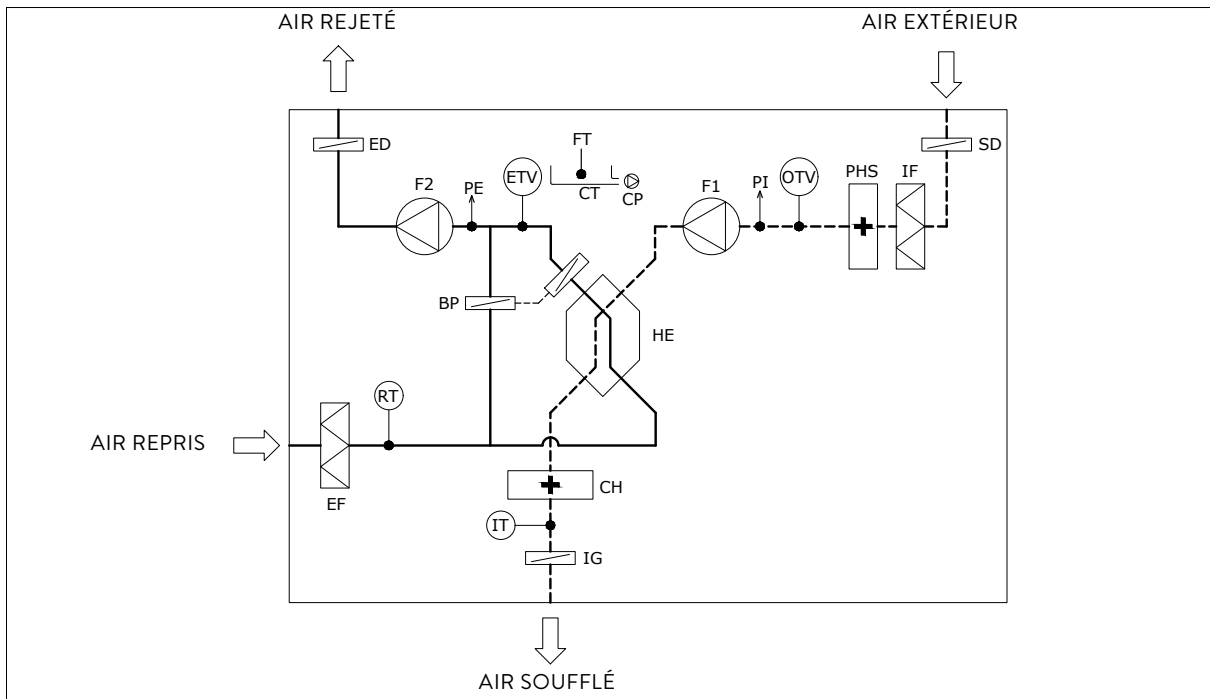 AIR REJETÉ
AIR EXTÉRIEUR
ED
FT
SD
ETV
CT
CP
F2
PE
F1
PI
OTV
PHS
IF
BP
HE
RT
AIR REPRIS
EF
CH
IT
IG
AIR SOUFFLÉ